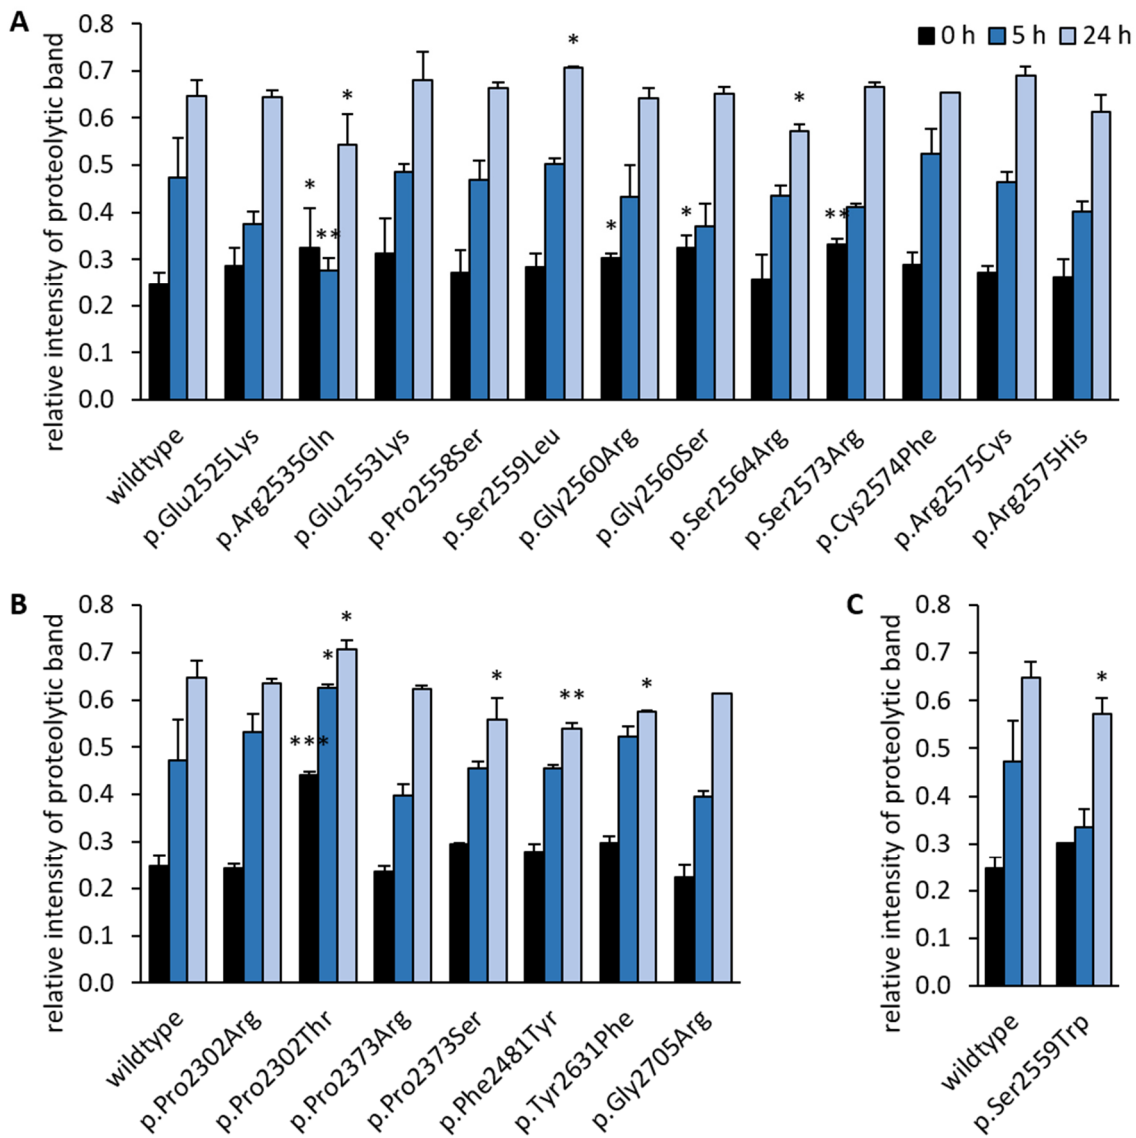 A
relative intensity of proteolytic band
0.8
0.7
0.6
0.5
0.4
0.3
0.2
0.1
0.0
0 h 5 h 24 h
*
**
*
*
*
*
*
**
wildtype
p.Glu2525Lys
p.Arg2535Gln
p.Glu2553Lys
p.Pro2558Ser
p.Ser2559Leu
p.Gly2560Arg
p.Gly2560Ser
p.Ser2564Arg
p.Ser2573Arg
p.Cys2574Phe
p.Arg2575Cys
p.Arg2575His
B
relative intensity of proteolytic band
0.8
0.7
0.6
0.5
0.4
0.3
0.2
0.1
0.0
***
*
*
*
**
*
wildtype
p.Pro2302Arg
p.Pro2302Thr
p.Pro2373Arg
p.Pro2373Ser
p.Phe2481Tyr
p.Tyr2631Phe
p.Gly2705Arg
C
relative intensity of proteolytic band
0.8
0.7
0.6
0.5
0.4
0.3
0.2
0.1
0.0
*
wildtype
p.Ser2559Trp